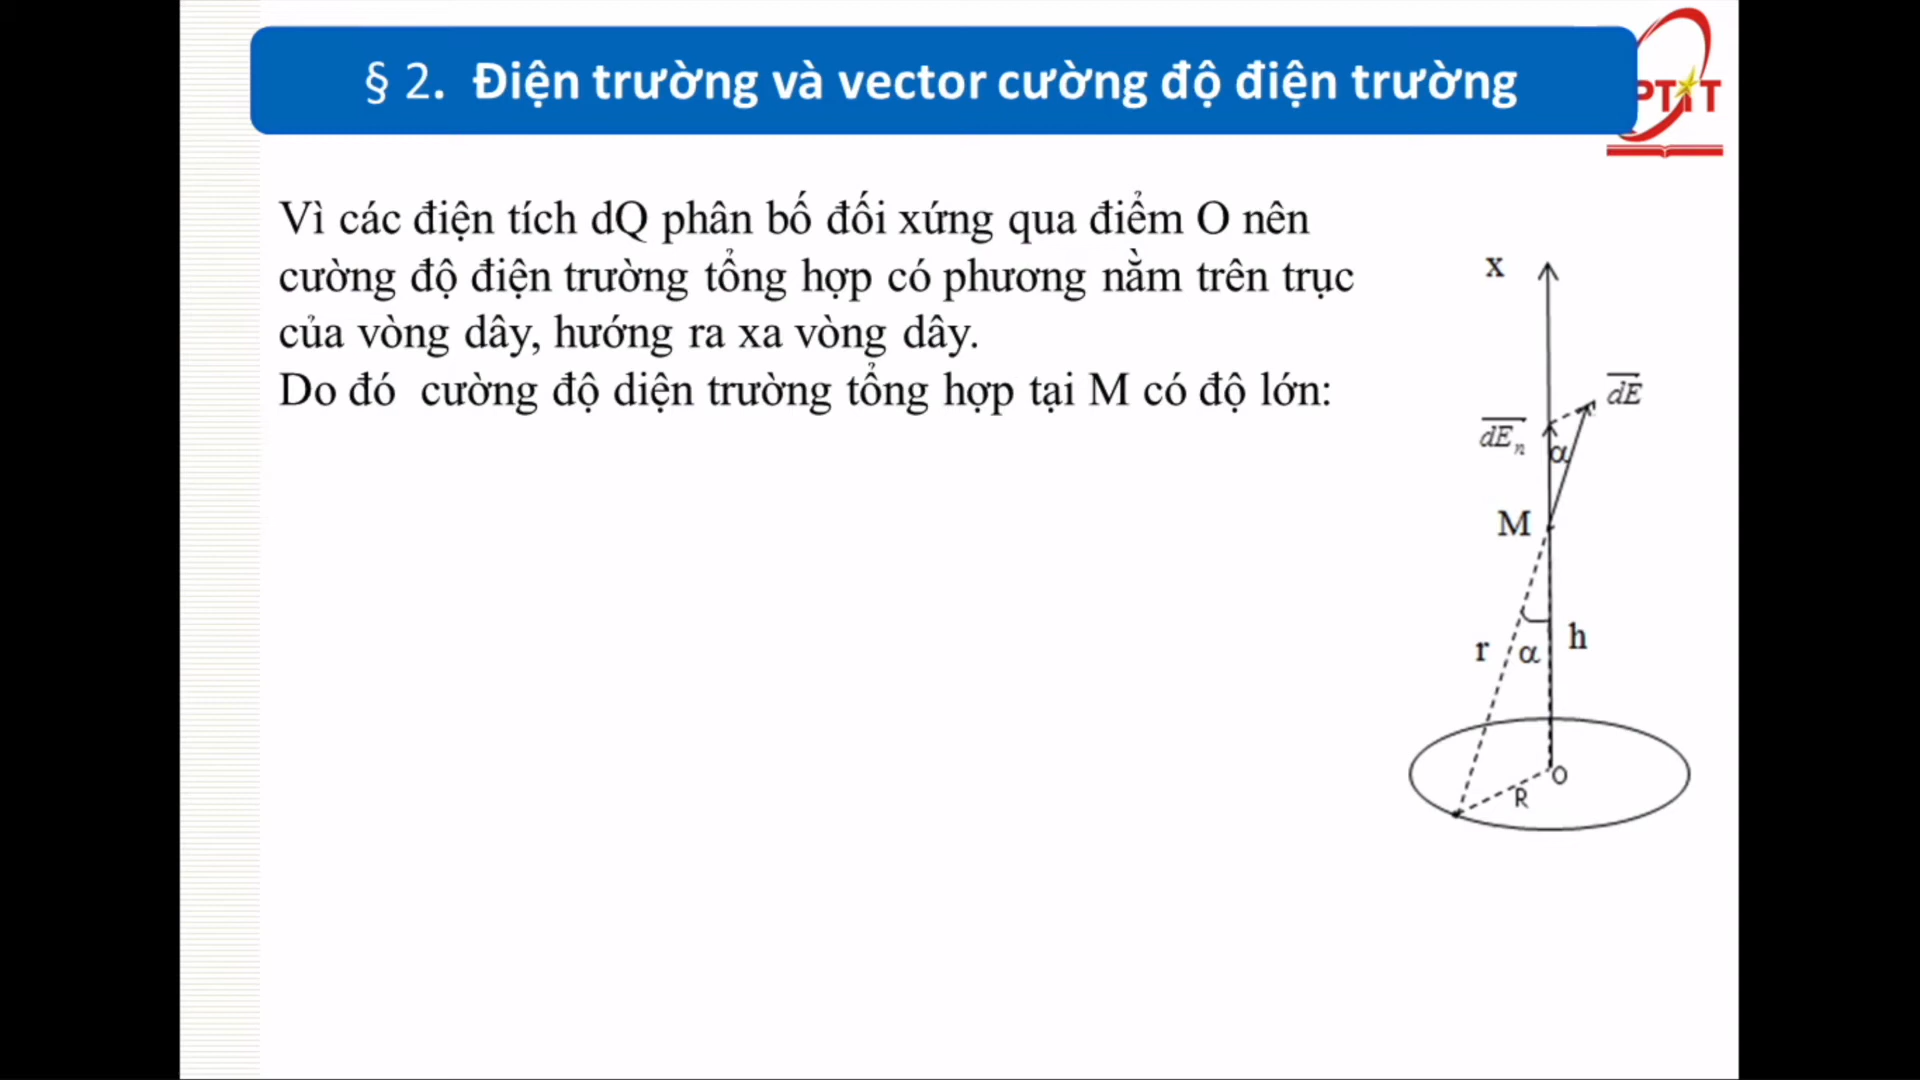 § 2. Điện trường và vector cường độ điện trường
PTIT
Vì các điện tích dQ phân bố đối xứng qua điểm O nên
cường độ điện trường tổng hợp có phương nằm trên trục
của vòng dây, hướng ra xa vòng dây.
Do đó cường độ diện trường tổng hợp tại M có độ lớn:
x
dE
dEn
α
M
h
r
α
O
R